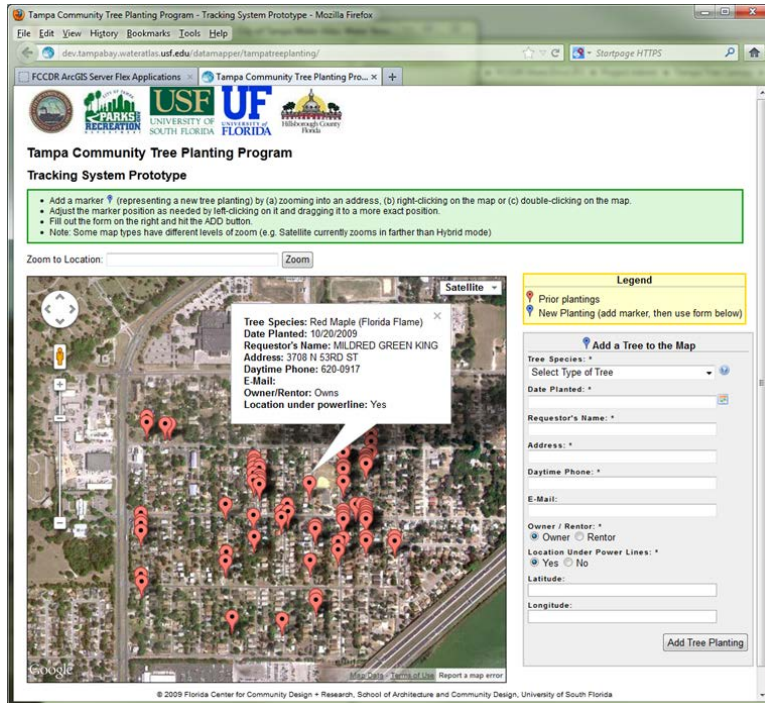 Tampa Community Tree Planting Program - Tracking System Prototype - Mozilla Firefox
File Edit View History Bookmarks Tools Help
dev.tampabay.wateratlas.usf.edu/datamapper/tampatreeplanting/
Startpage HTTPS
FCCDR ArcGIS Server Flex Applications
Tampa Community Tree Planting Pro...
PARKS
RECREATION
USF
UNIVERSITY OF
SOUTH FLORIDA
UF
UNIVERSITY of
FLORIDA
Hillsborough County
Florida
Tampa Community Tree Planting Program
Tracking System Prototype
• Add a marker (representing a new tree planting) by (a) zooming into an address, (b) right-clicking on the map or (c) double-clicking on the map.
• Adjust the marker position as needed by left-clicking on it and dragging it to a more exact position.
• Fill out the form on the right and hit the ADD button.
• Note: Some map types have different levels of zoom (e.g. Satellite currently zooms in farther than Hybrid mode)
Zoom to Location:
Zoom
Satellite
Tree Species: Red Maple (Florida Flame)
Date Planted: 10/20/2009
Requestor's Name: MILDRED GREEN KING
Address: 3708 N 53RD ST
Daytime Phone: 620-0917
E-Mail:
Owner/Rentor: Owns
Location under powerline: Yes
Google
Map Data - Terms of Use Report a map error
Legend
Prior plantings
New Planting (add marker, then use form below)
Add a Tree to the Map
Tree Species: *
Select Type of Tree
Date Planted: *
Requestor's Name: *
Address: *
Daytime Phone: *
E-Mail:
Owner / Rentor: *
Owner Rentor
Location Under Power Lines: *
Yes No
Latitude:
Longitude:
Add Tree Planting
© 2009 Florida Center for Community Design + Research, School of Architecture and Community Design, University of South Florida